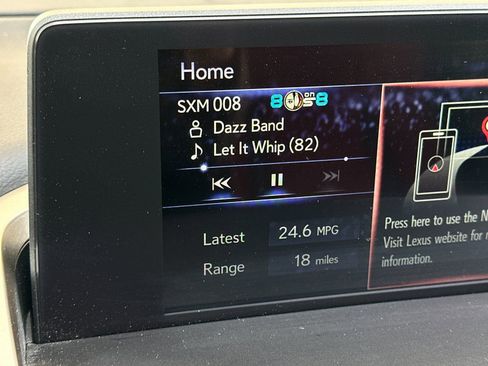 Home
SXM 008
8 on 8
Dazz Band
Let It Whip (82)
Latest 24.6 MPG
Range 18 miles
Press here to use the N
Visit Lexus website for m
information.